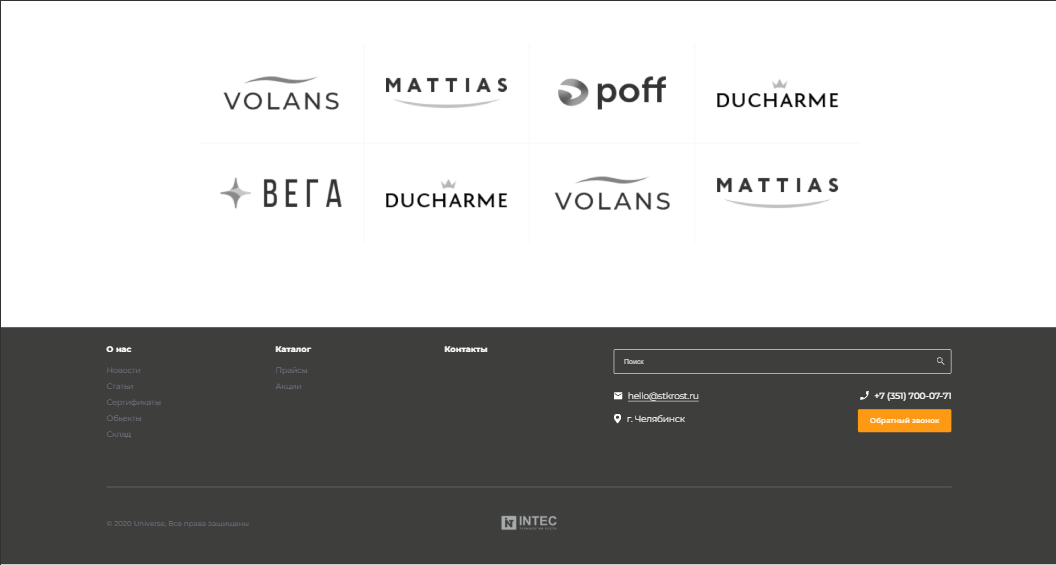 VOLANS
MATTIAS
poff
DUCHARME
ВЕГА
DUCHARME
VOLANS
MATTIAS
О нас
Новости
Статьи
Сертификаты
Объекты
Склад
Каталог
Прайсы
Акции
Контакты
Поиск
hello@stkrost.ru
г. Челябинск
+7 (351) 700-07-71
Обратный звонок
© 2020 Universe, Все права защищены
INTEC